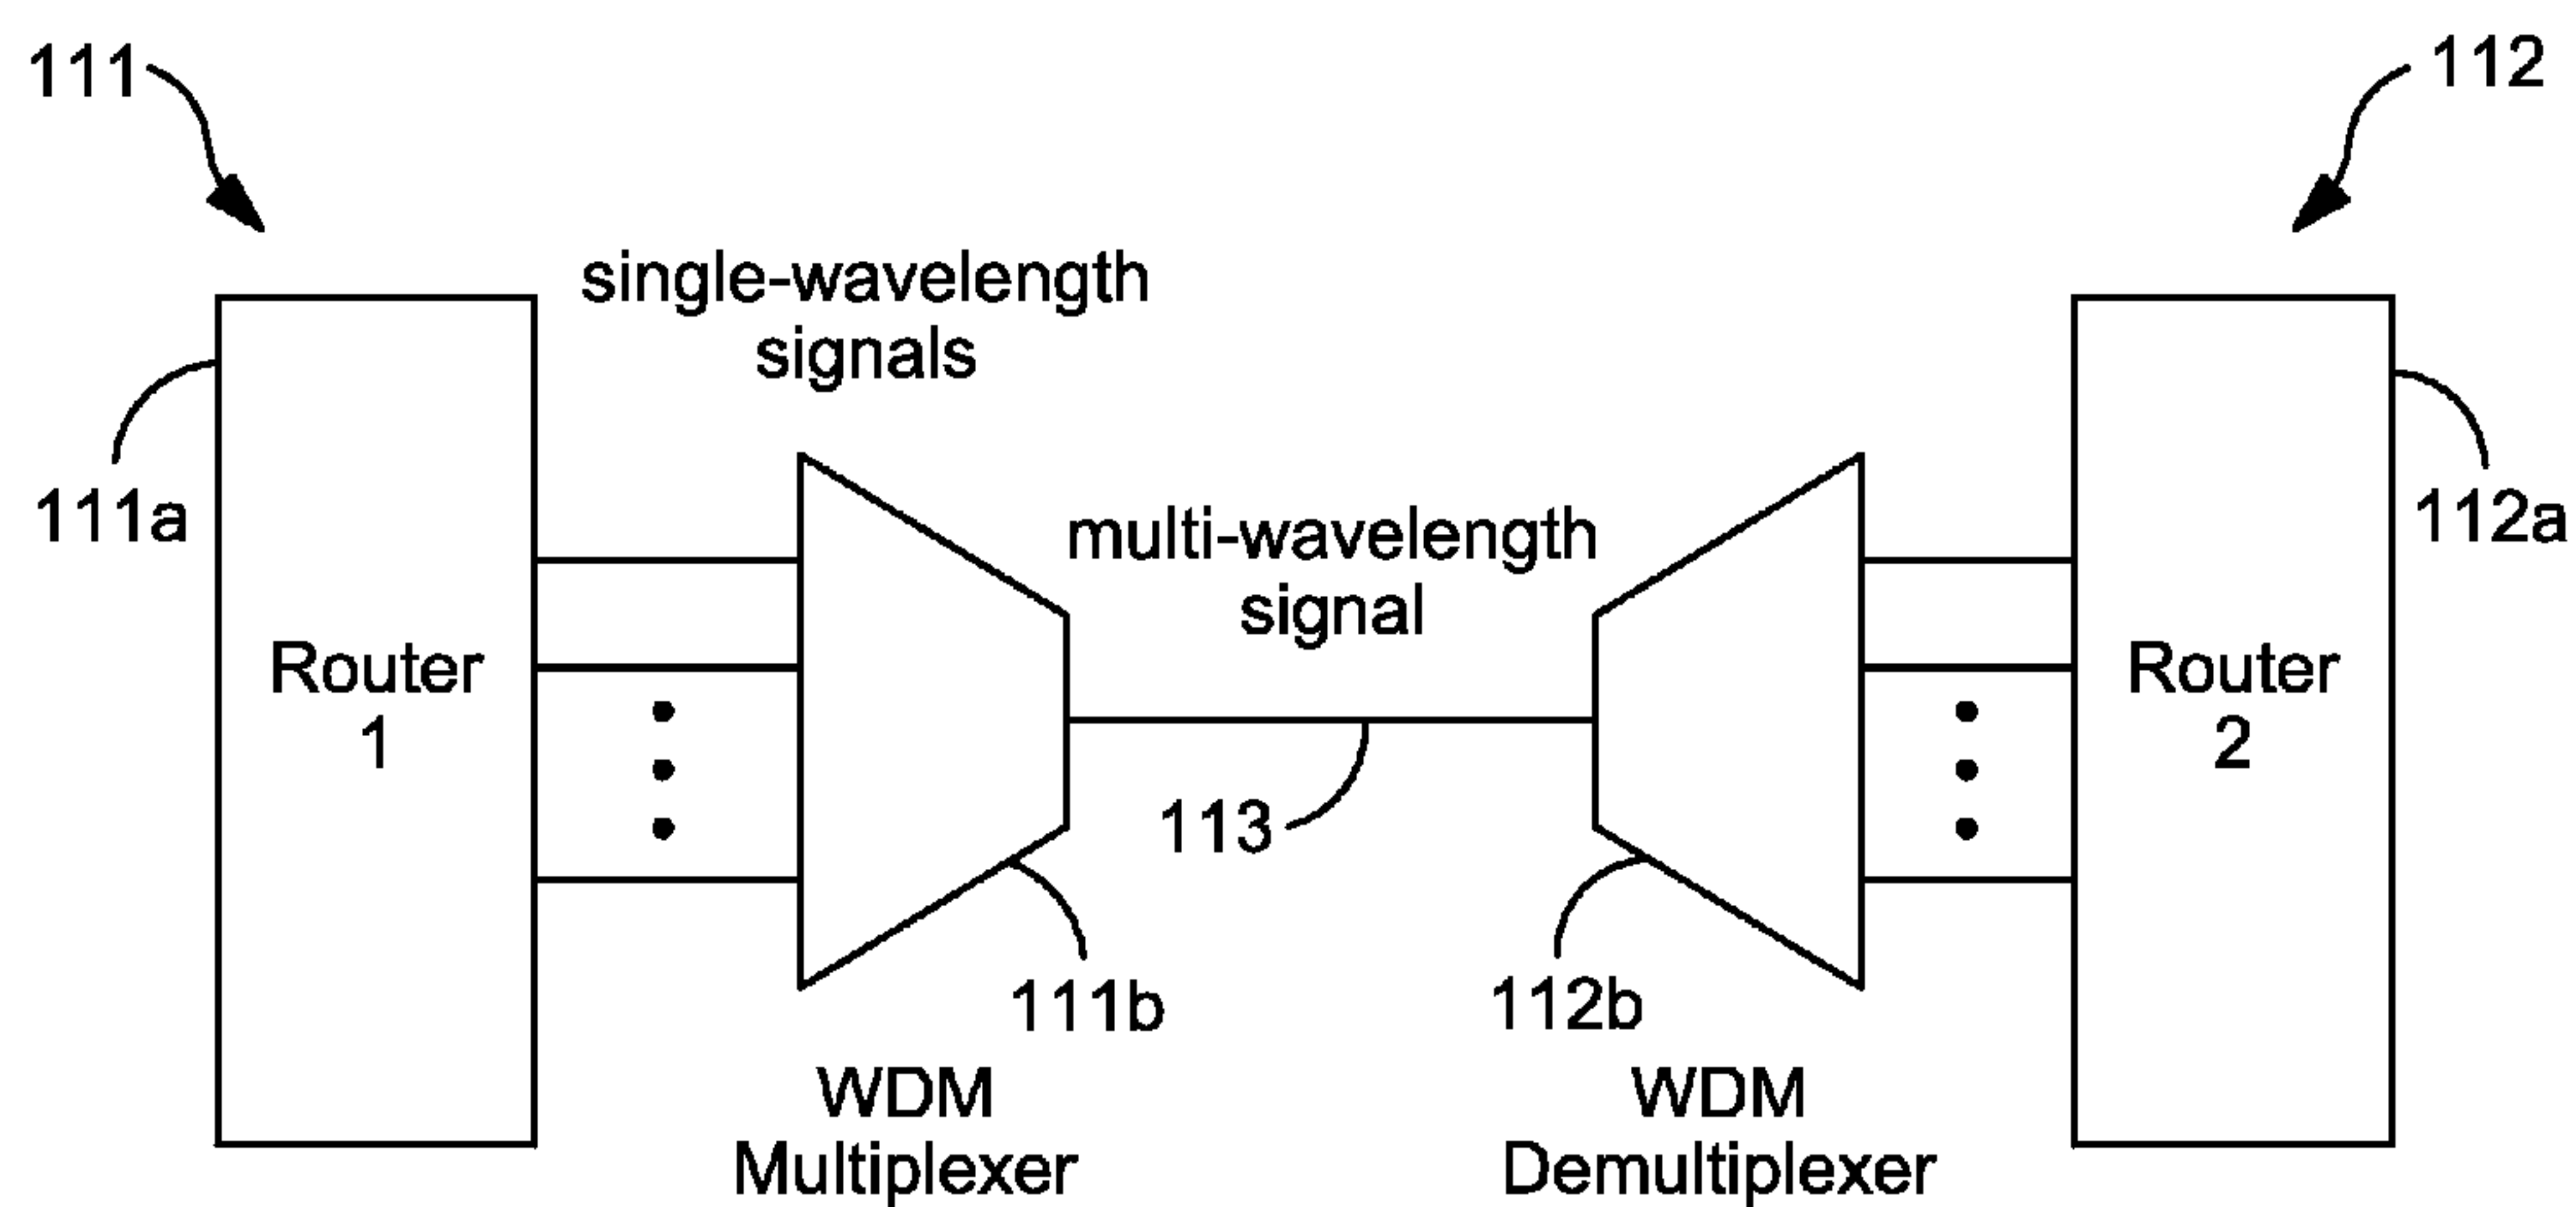 111
112
single-wavelength
signals
111a
multi-wavelength
signal
112a
Router
1
Router
2
113
111b
112b
WDM
Multiplexer
WDM
Demultiplexer